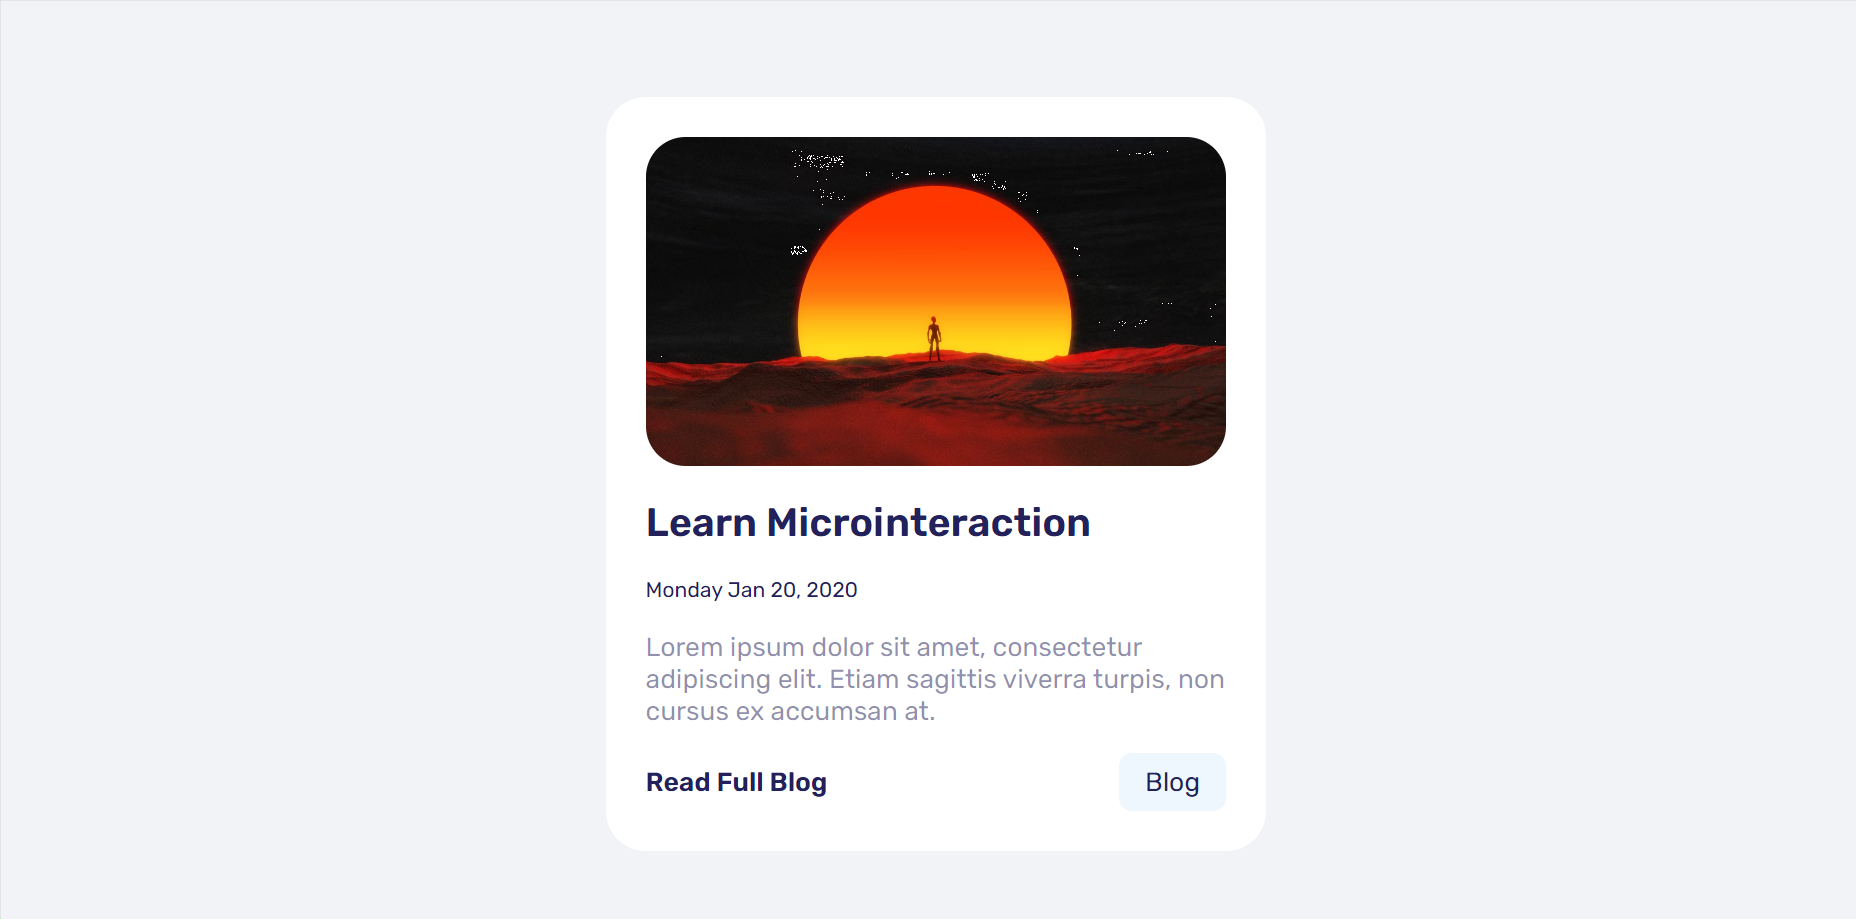 Learn Microinteraction
Monday Jan 20, 2020
Lorem ipsum dolor sit amet, consectetur
adipiscing elit. Etiam sagittis viverra turpis, non
cursus ex accumsan at.
Read Full Blog
Blog